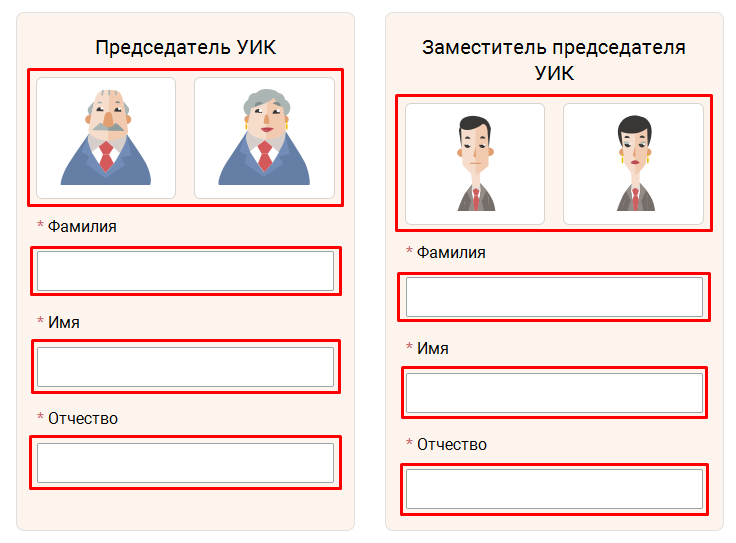 Председатель УИК
* Фамилия
* Имя
* Отчество
Заместитель председателя
УИК
* Фамилия
* Имя
* Отчество